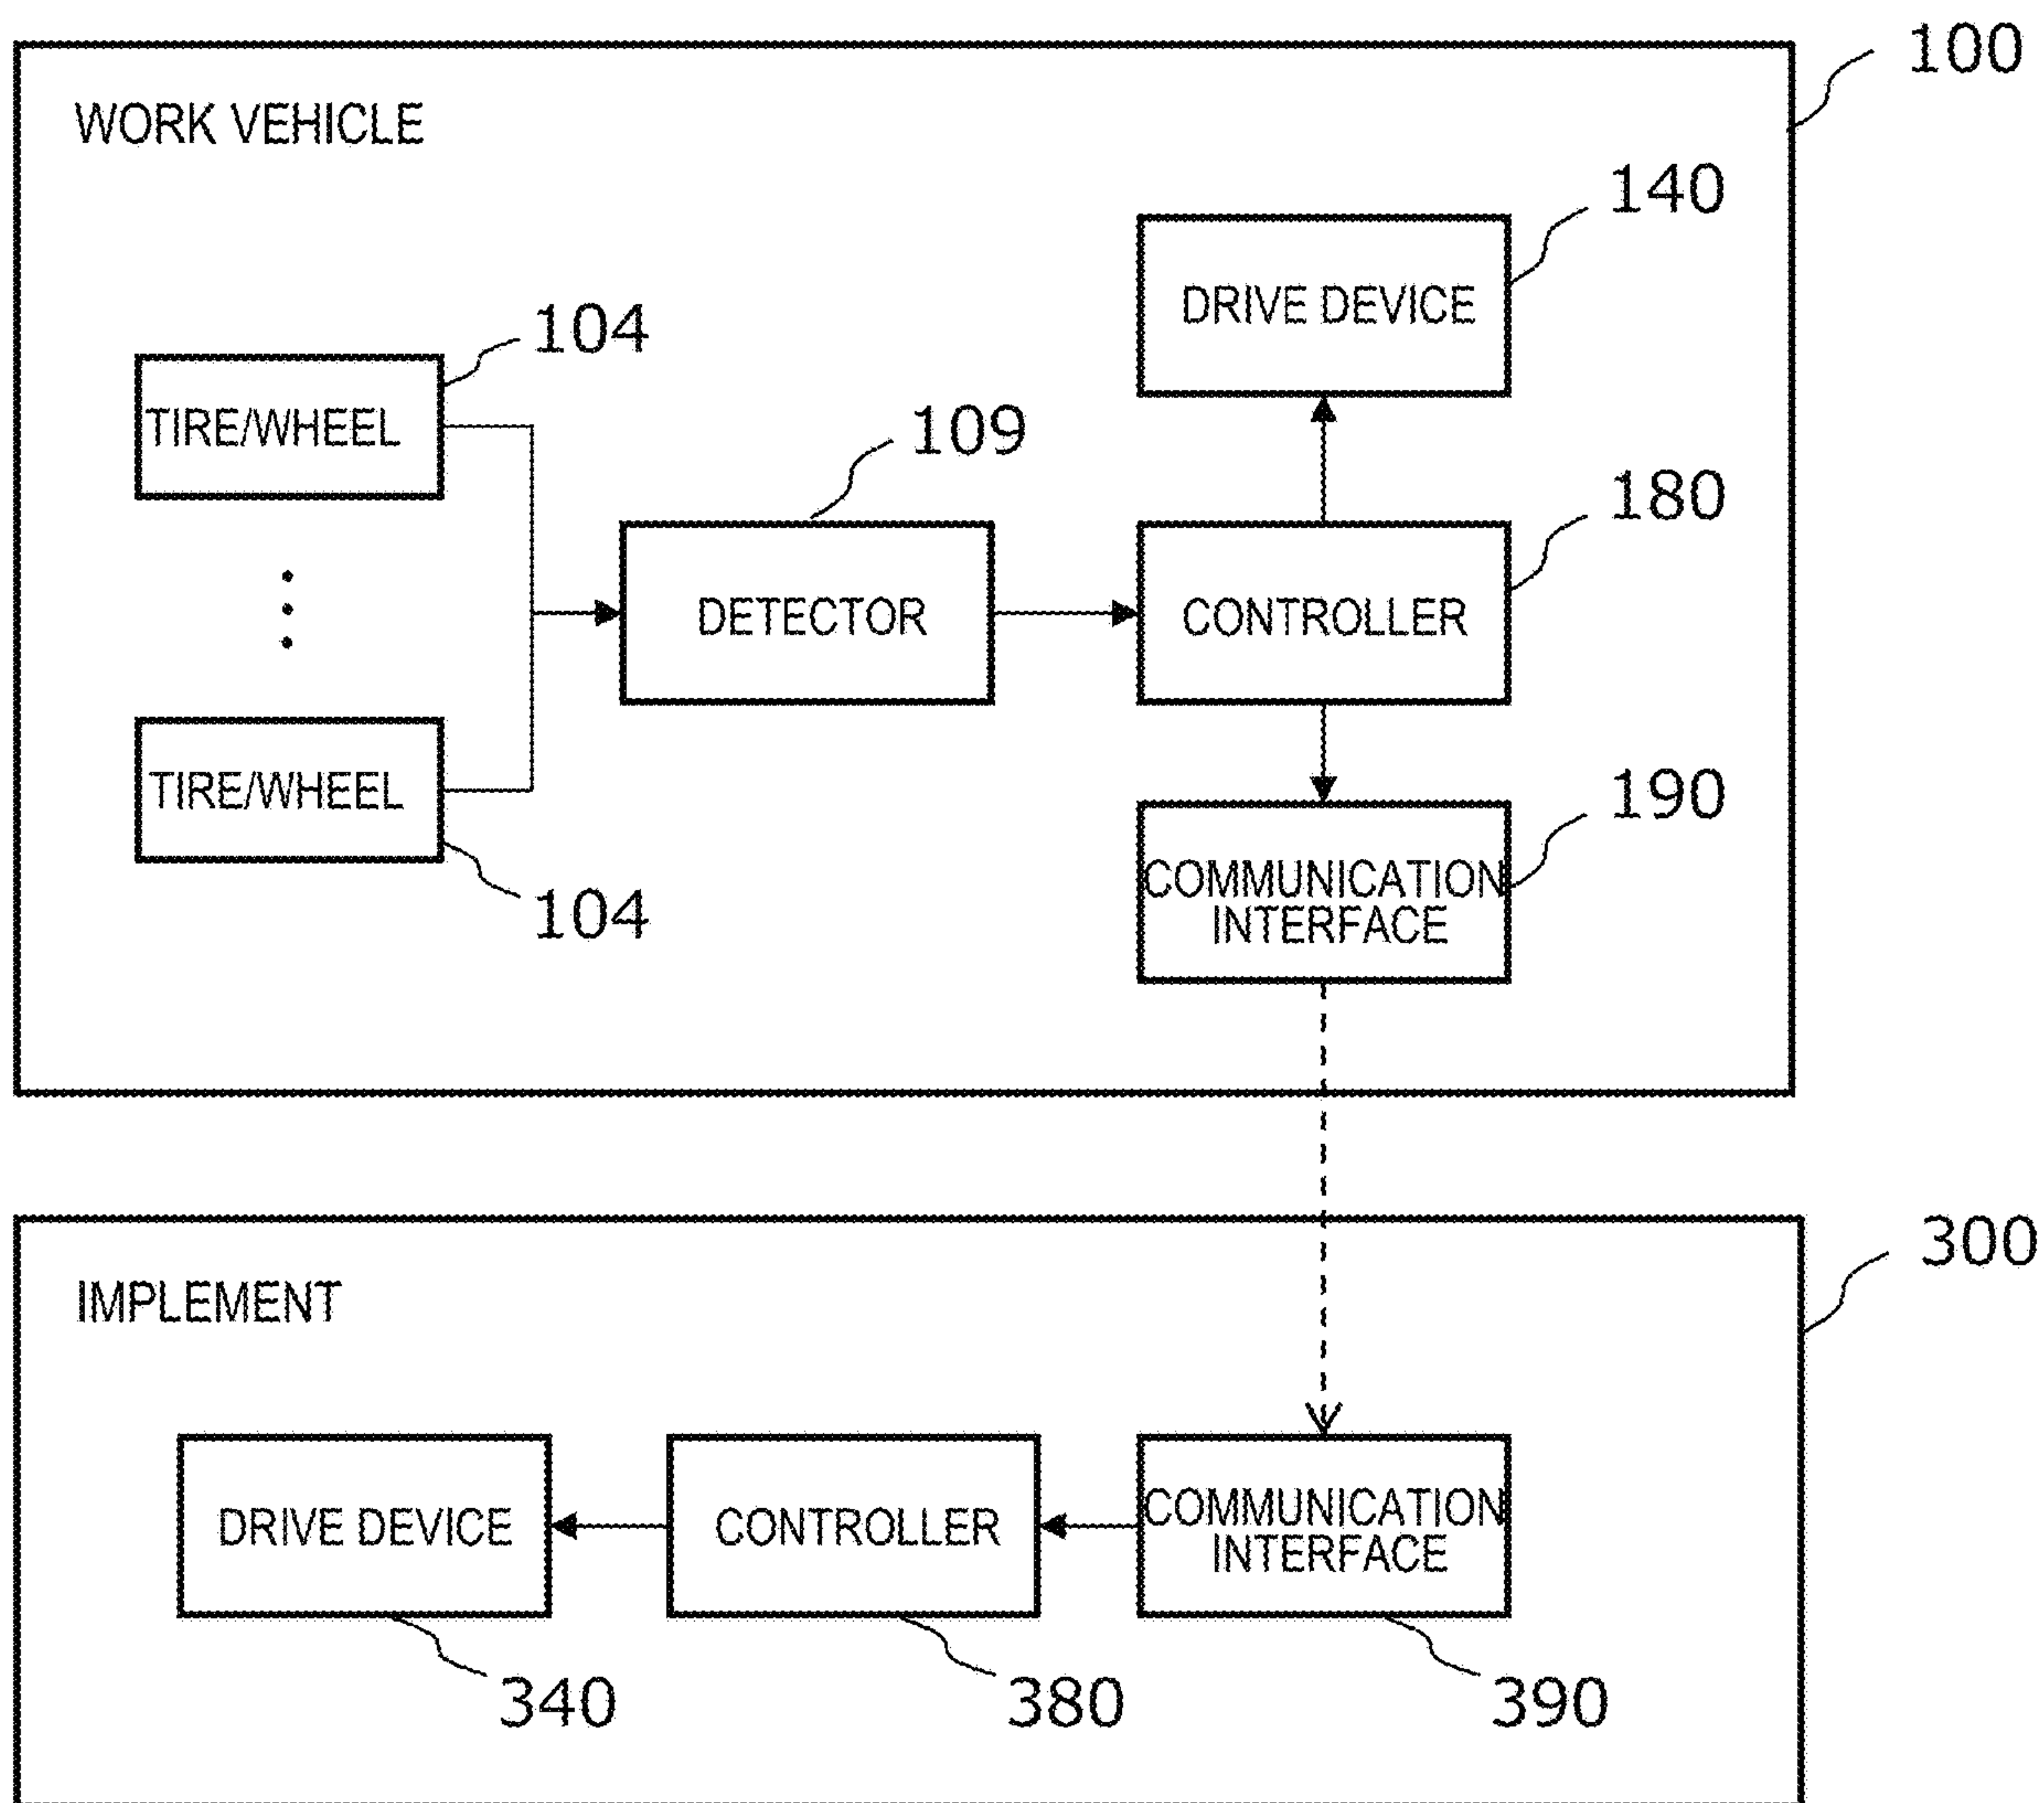 100
WORK VEHICLE
140
DRIVE DEVICE
104
TIRE/WHEEL
109
180
DETECTOR
CONTROLLER
190
TIRE/WHEEL
COMMUNICATION
INTERFACE
104
300
IMPLEMENT
DRIVE DEVICE
CONTROLLER
COMMUNICATION
INTERFACE
340
380
390